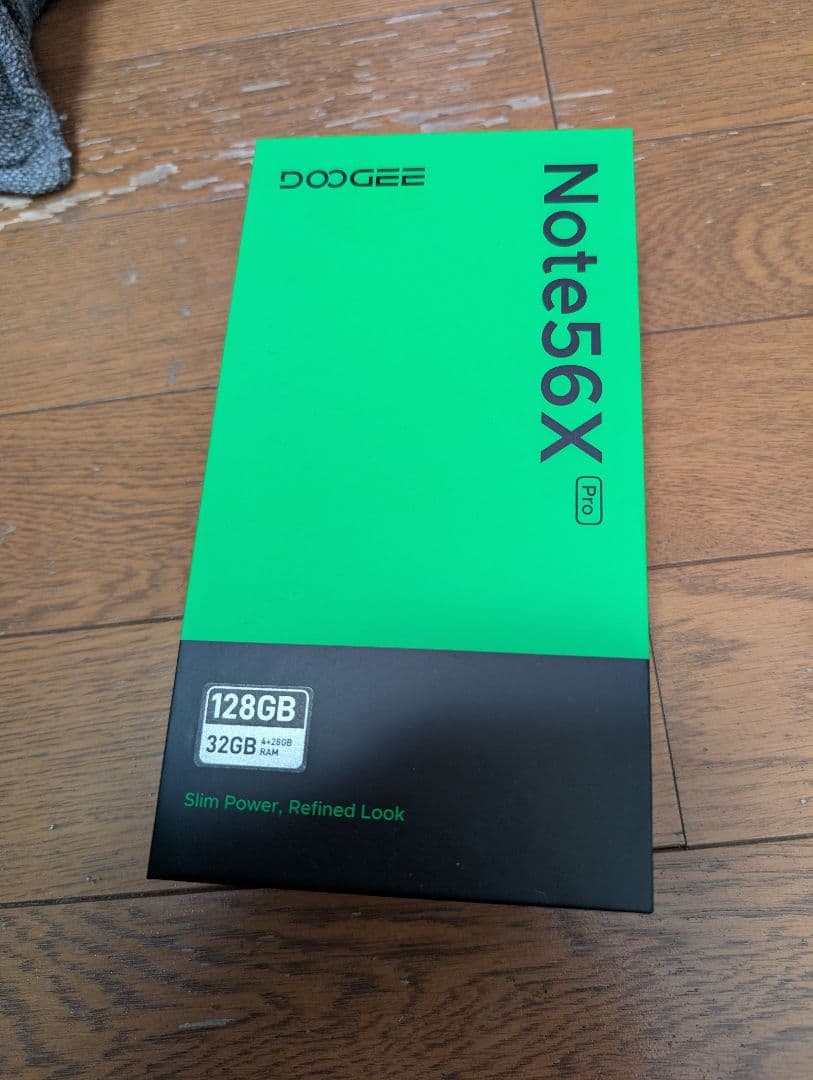 DOOGEE
Note56X
Pro
128GB
32GB 4+28GB
RAM
Slim Power, Refined Look